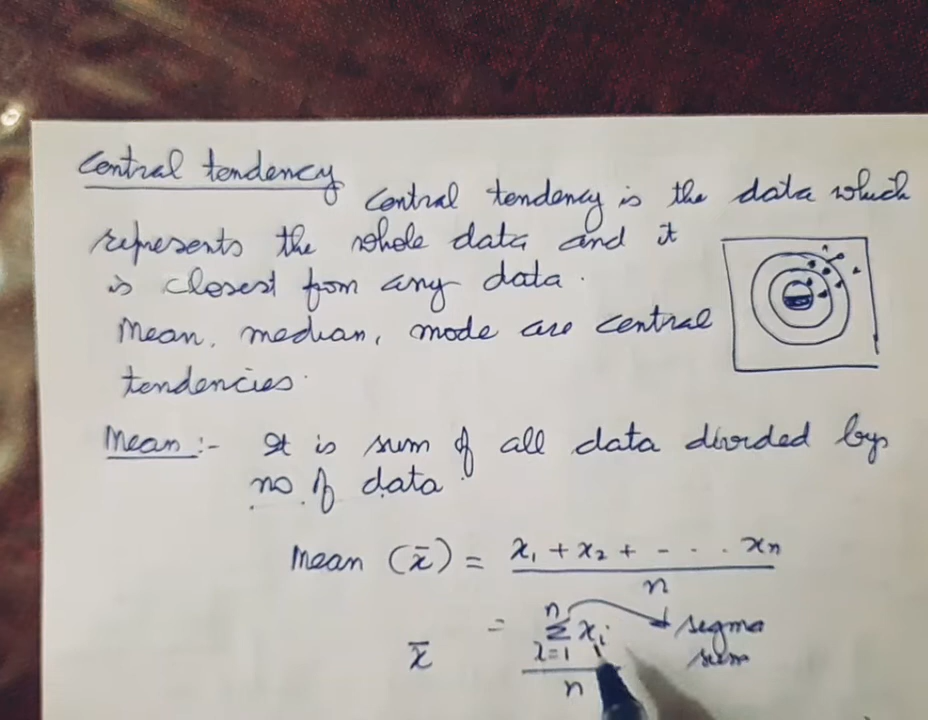 Central tendency
Central tendency is the data which
represents the whole data and it
is closest from any data.
Mean, median, mode are central
tendencies.
Mean :- It is sum of all data divided by
no. of data.
Mean (x̄) = x₁ + x₂ + - - . . . xₙ
n
x̄ = n Σ i=1 xᵢ → segma
sum
n